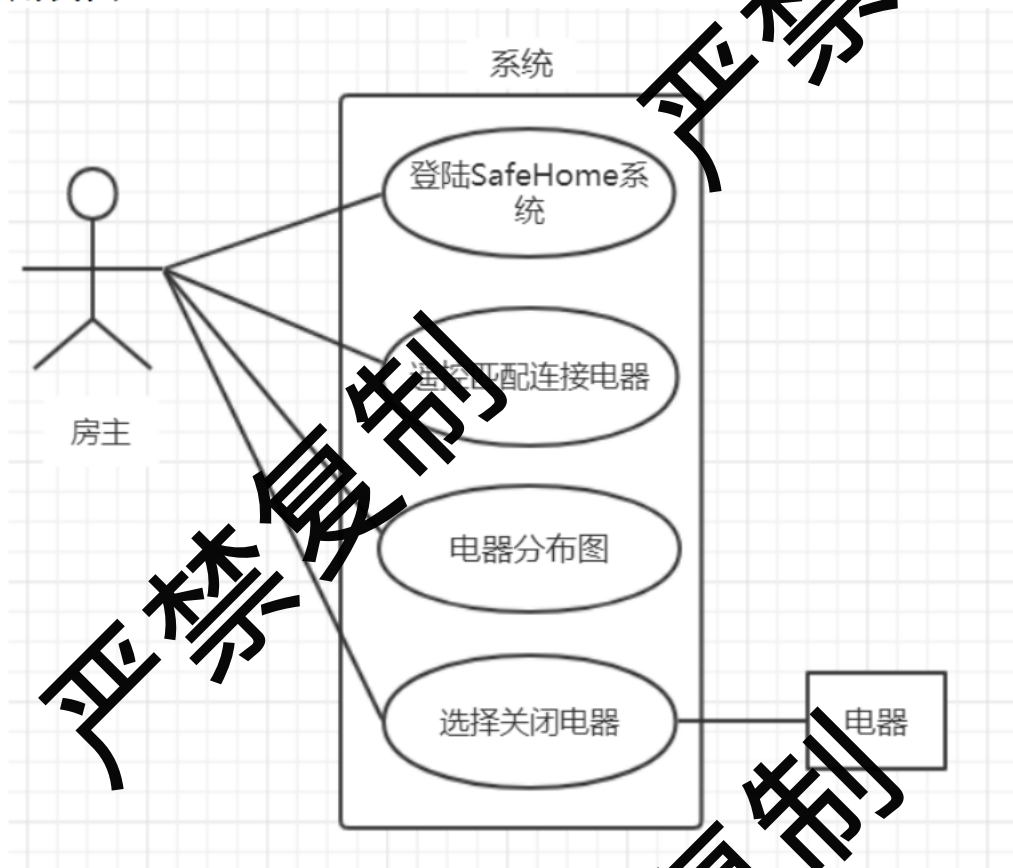 系统
登陆SafeHome系
统
遥控匹配连接电器
房主
电器分布图
选择关闭电器
电器
严禁复制
严禁
复制